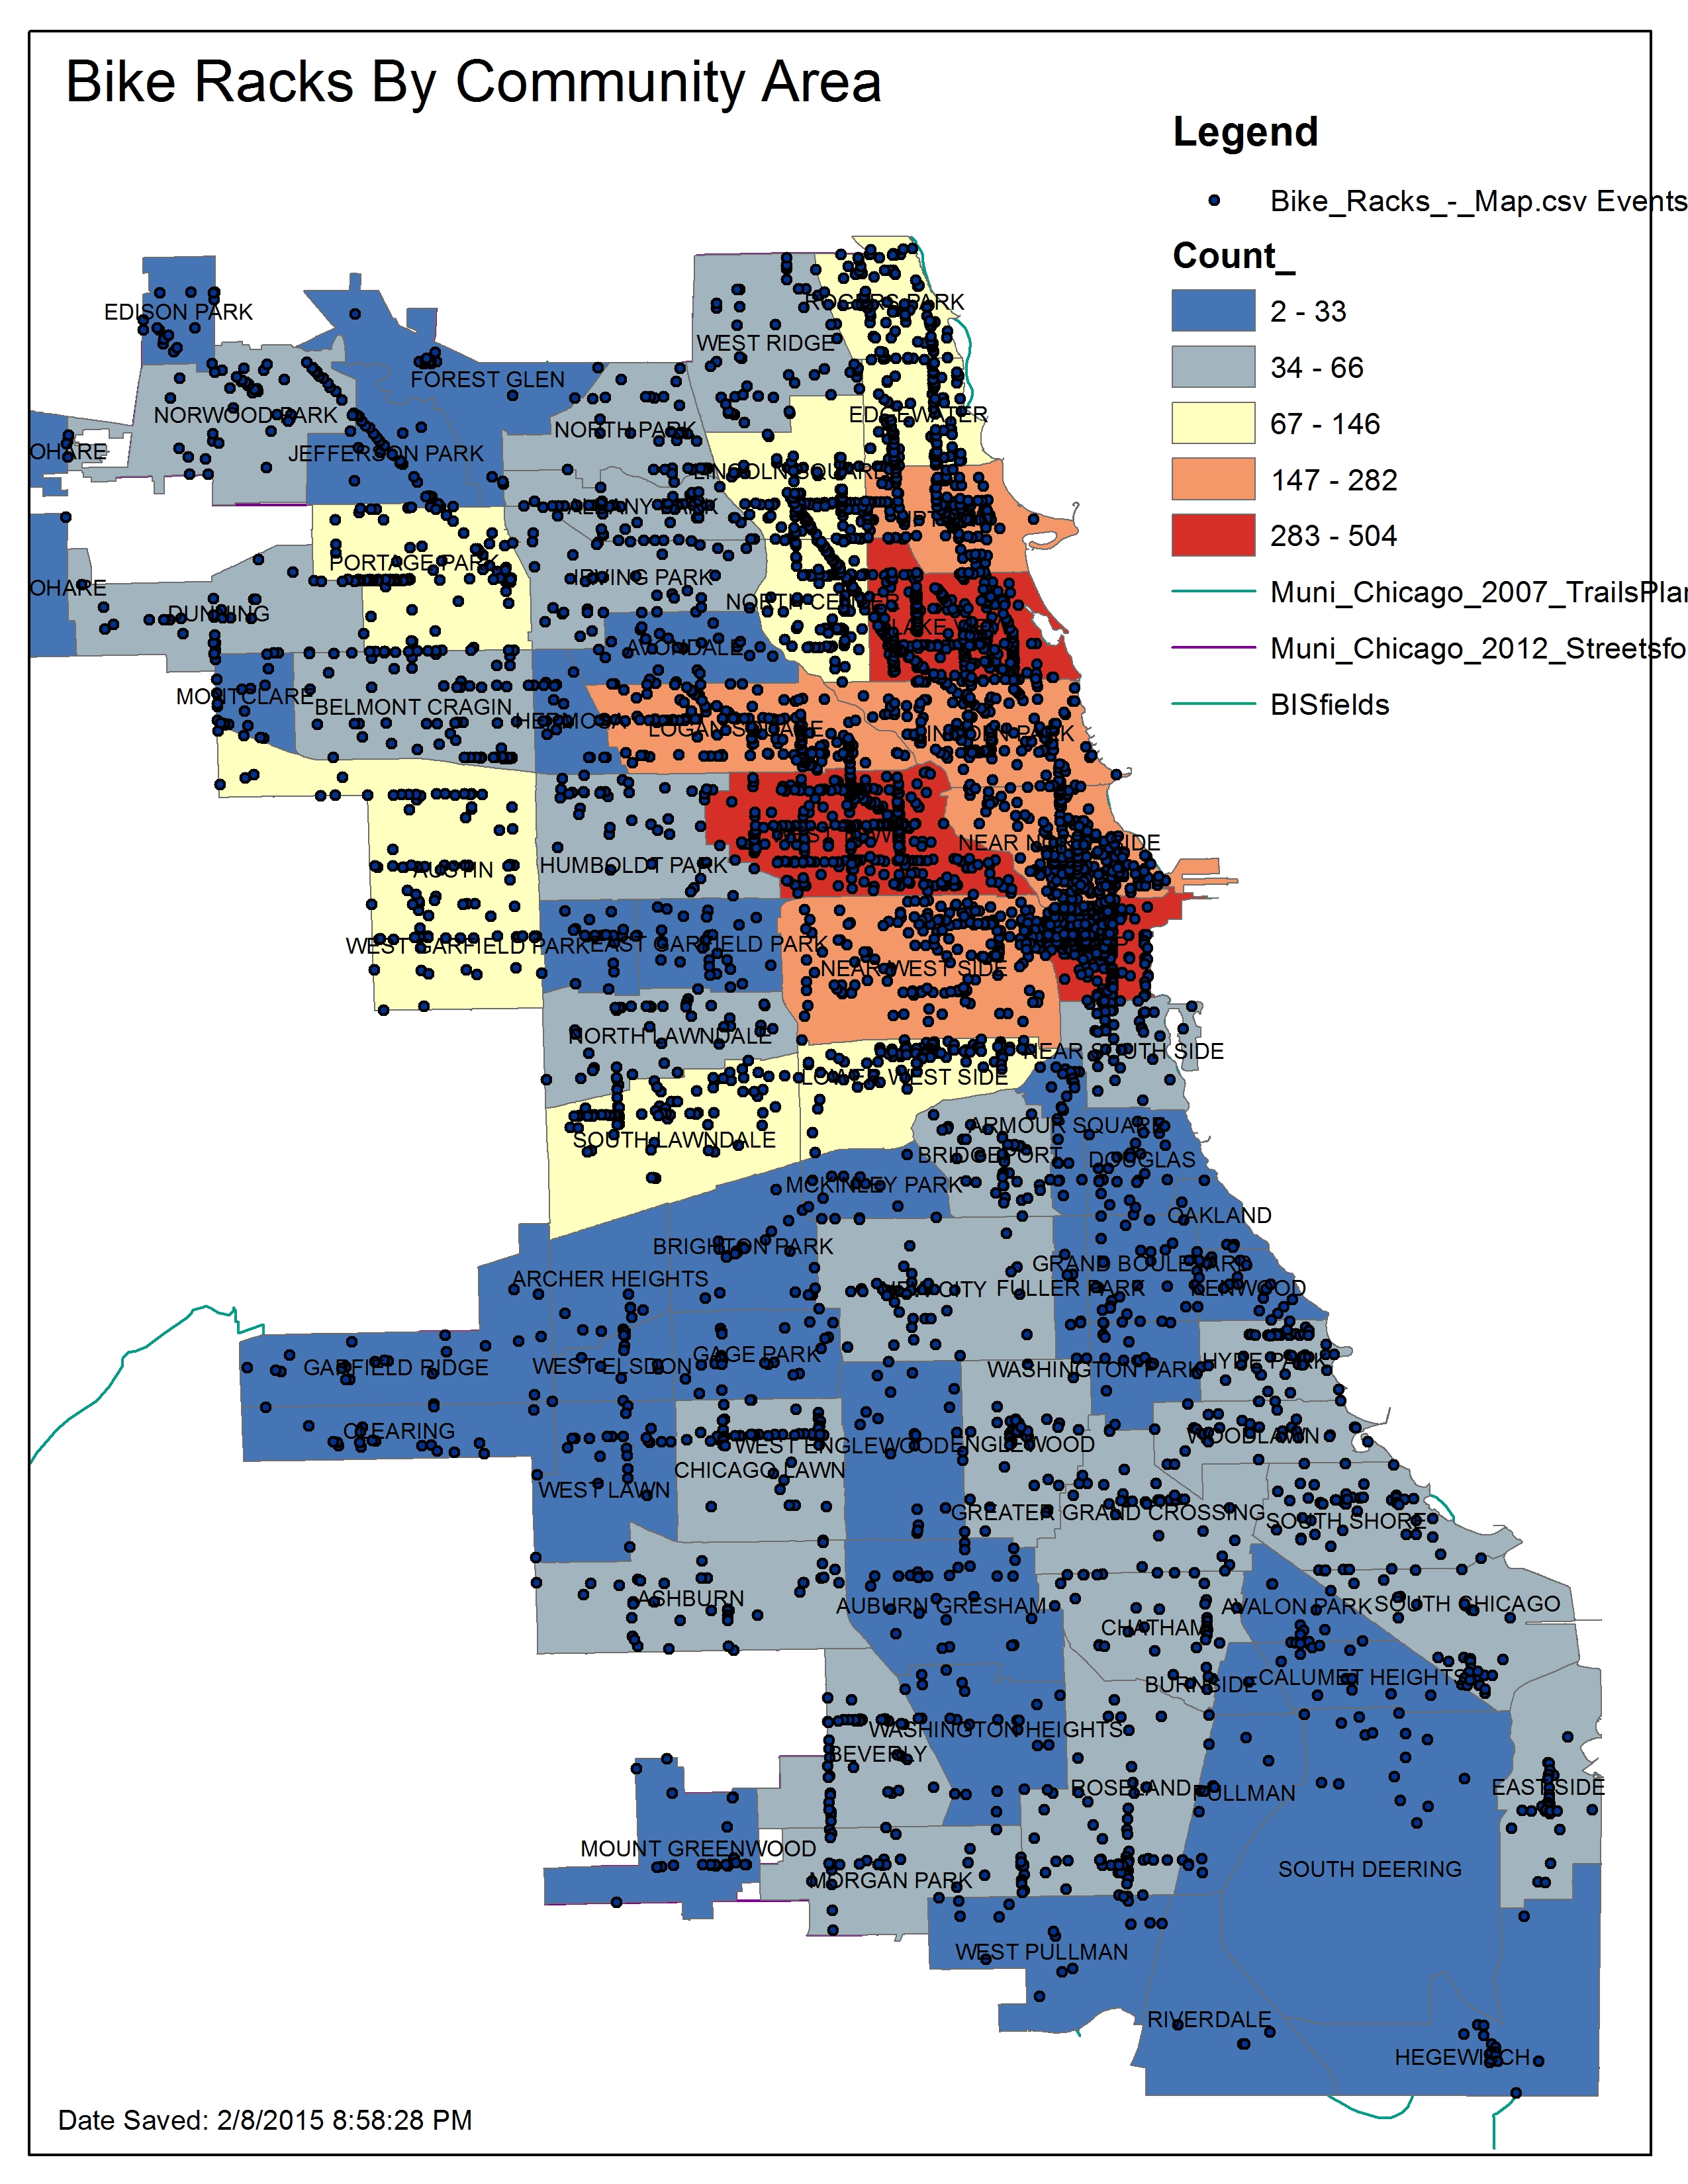 Bike Racks By Community Area
Legend
Bike_Racks_-_Map.csv Events
Count_
2 - 33
34 - 66
67 - 146
147 - 282
283 - 504
Muni_Chicago_2007_TrailsPlan
Muni_Chicago_2012_Streetsfo
BISfields
ROGERS PARK
EDISON PARK
WEST RIDGE
FOREST GLEN
NORWOOD PARK
EDGEWATER
NORTH PARK
OHARE
JEFFERSON PARK
LINCOLN SQUARE
ALBANY PARK
PORTAGE PARK
IRVING PARK
OHARE
NORTH CENTER
DUNNING
LAKE VIEW
AVONDALE
MONTCLARE
BELMONT CRAGIN
HERMOSA
LOGAN SQUARE
LINCOLN PARK
WEST TOWN
NEAR NORTH SIDE
HUMBOLDT PARK
AUSTIN
WEST GARFIELD PARK
EAST GARFIELD PARK
NEAR WEST SIDE
NORTH LAWNDALE
NEAR SOUTH SIDE
LOWER WEST SIDE
ARMOUR SQUARE
SOUTH LAWNDALE
BRIDGEPORT
DOUGLAS
MCKINLEY PARK
OAKLAND
BRIGHTON PARK
GRAND BOULEVARD
ARCHER HEIGHTS
NEW CITY
FULLER PARK
KENWOOD
GAGE PARK
HYDE PARK
GARFIELD RIDGE
WEST ELSDON
WASHINGTON PARK
CLEARING
WOODLAWN
WEST ENGLEWOOD
ENGLEWOOD
CHICAGO LAWN
WEST LAWN
GREATER GRAND CROSSING
SOUTH SHORE
ASHBURN
AUBURN GRESHAM
AVALON PARK
SOUTH CHICAGO
CHATHAM
CALUMET HEIGHTS
BURNSIDE
WASHINGTON HEIGHTS
BEVERLY
ROSELAND
PULLMAN
EAST SIDE
MOUNT GREENWOOD
SOUTH DEERING
MORGAN PARK
WEST PULLMAN
RIVERDALE
HEGEWISCH
Date Saved: 2/8/2015 8:58:28 PM